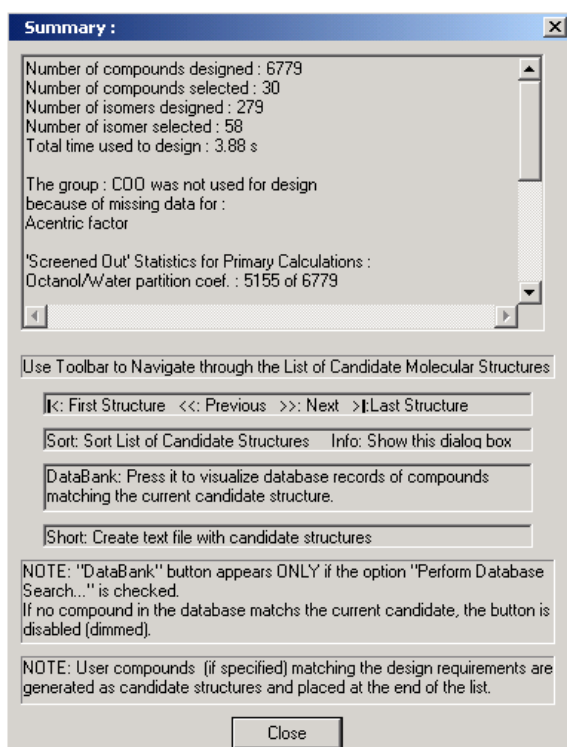 Summary :
Number of compounds designed : 6779
Number of compounds selected : 30
Number of isomers designed : 279
Number of isomer selected : 58
Total time used to design : 3.88 s
The group : COO was not used for design
because of missing data for :
Acentric factor
'Screened Out' Statistics for Primary Calculations :
Octanol/Water partition coef. : 5155 of 6779
Use Toolbar to Navigate through the List of Candidate Molecular Structures
|<: First Structure <<: Previous >>: Next >|:Last Structure
Sort: Sort List of Candidate Structures Info: Show this dialog box
DataBank: Press it to visualize database records of compounds
matching the current candidate structure.
Short: Create text file with candidate structures
NOTE: "DataBank" button appears ONLY if the option "Perform Database
Search..." is checked.
If no compound in the database matchs the current candidate, the button is
disabled (dimmed).
NOTE: User compounds (if specified) matching the design requirements are
generated as candidate structures and placed at the end of the list.
Close